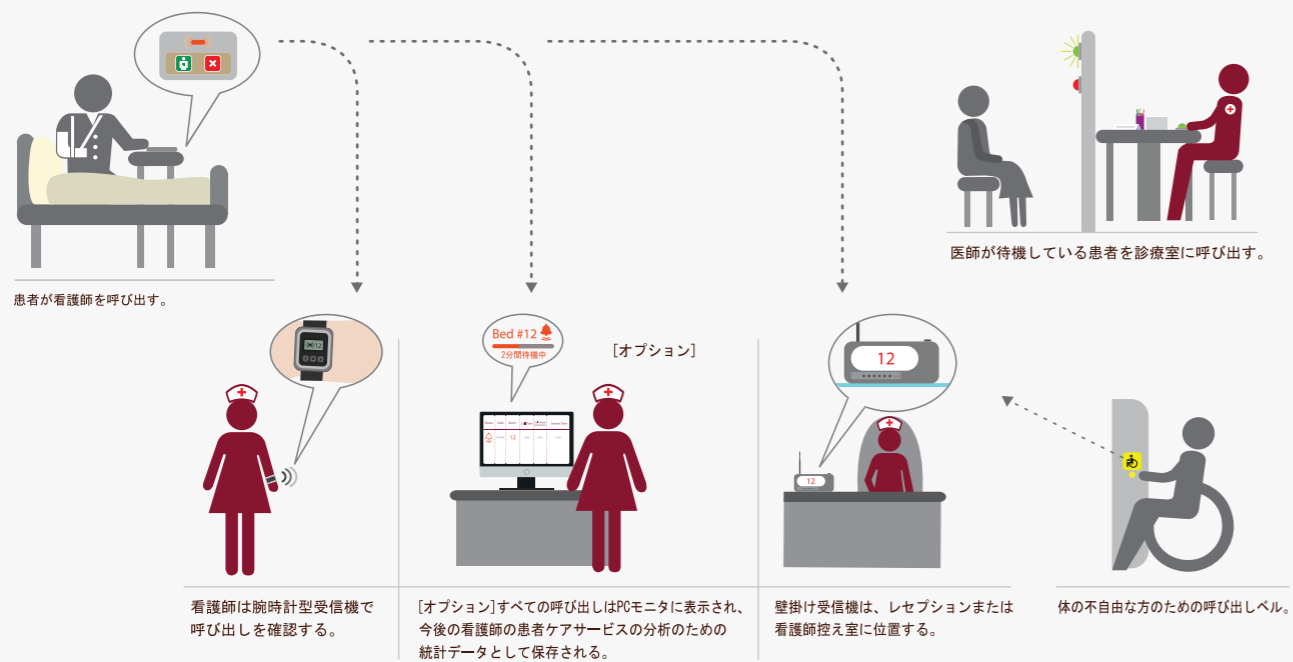 医師が待機している患者を診療室に呼び出す。
患者が看護師を呼び出す。
12
看護師は腕時計型受信機で
呼び出しを確認する。
Bed #12
2分間待機中
[オプション]
12
[オプション]すべての呼び出しはPCモニタに表示され、
今後の看護師の患者ケアサービスの分析のための
統計データとして保存される。
12
12
壁掛け受信機は、レセプションまたは
看護師控え室に位置する。
体の不自由な方のための呼び出しベル。